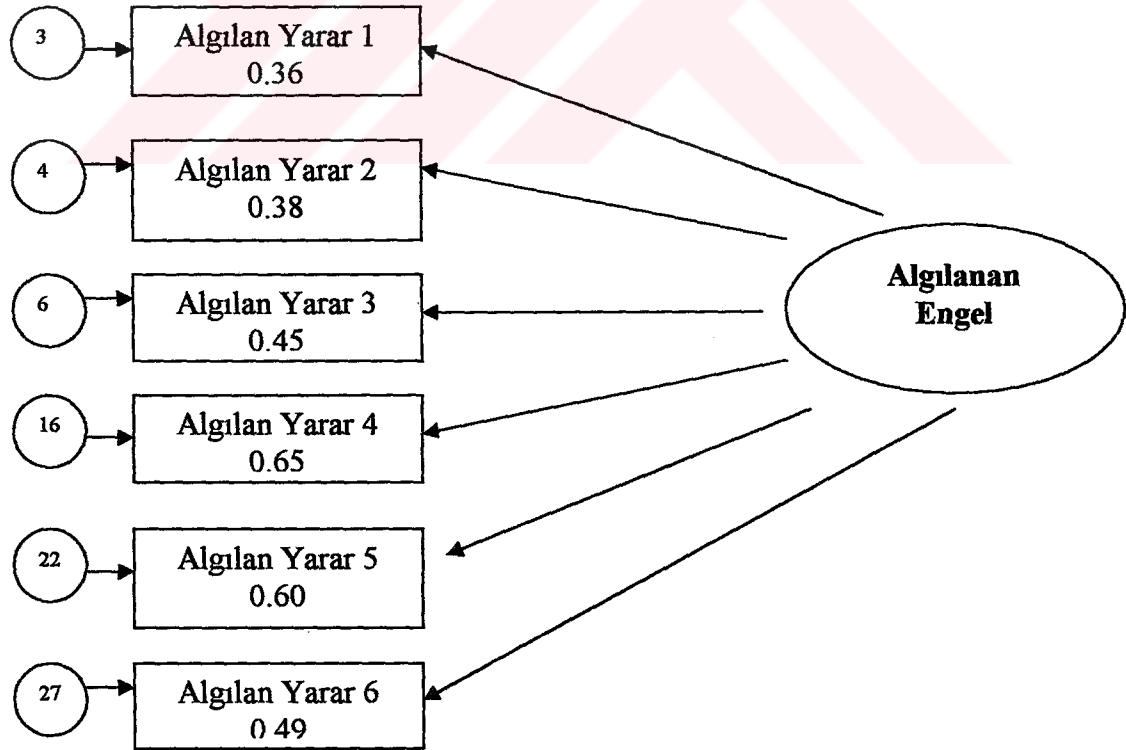 3
Algılan Yarar 1
0.36
4
Algılan Yarar 2
0.38
6
Algılan Yarar 3
0.45
16
Algılan Yarar 4
0.65
22
Algılan Yarar 5
0.60
27
Algılan Yarar 6
0.49
Algılanan
Engel